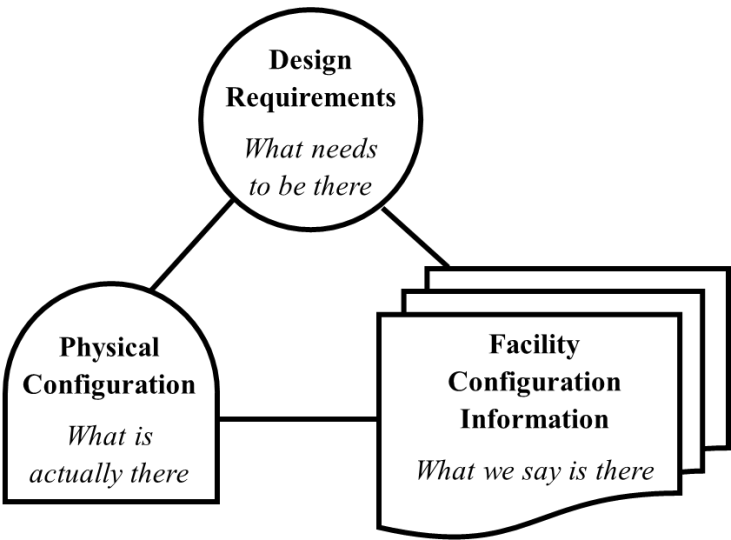 Design
Requirements
What needs
to be there
Physical
Configuration
What is
actually there
Facility
Configuration
Information
What we say is there